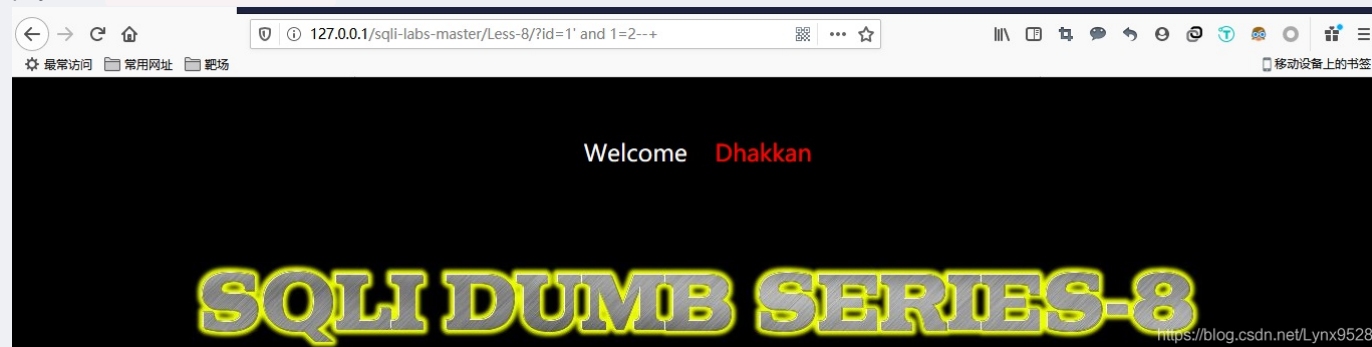 127.0.0.1/sqli-labs-master/Less-8/?id=1' and 1=2--+
最常访问 常用网址 靶场 移动设备上的书签
Welcome Dhakkan
SQLI DUMB SERIES-8
https://blog.csdn.net/Lynx9528